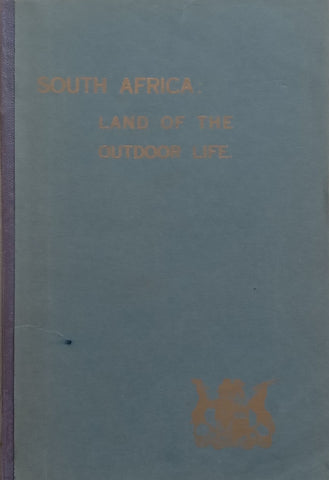 SOUTH AFRICA:
LAND OF THE
OUTDOOR LIFE.